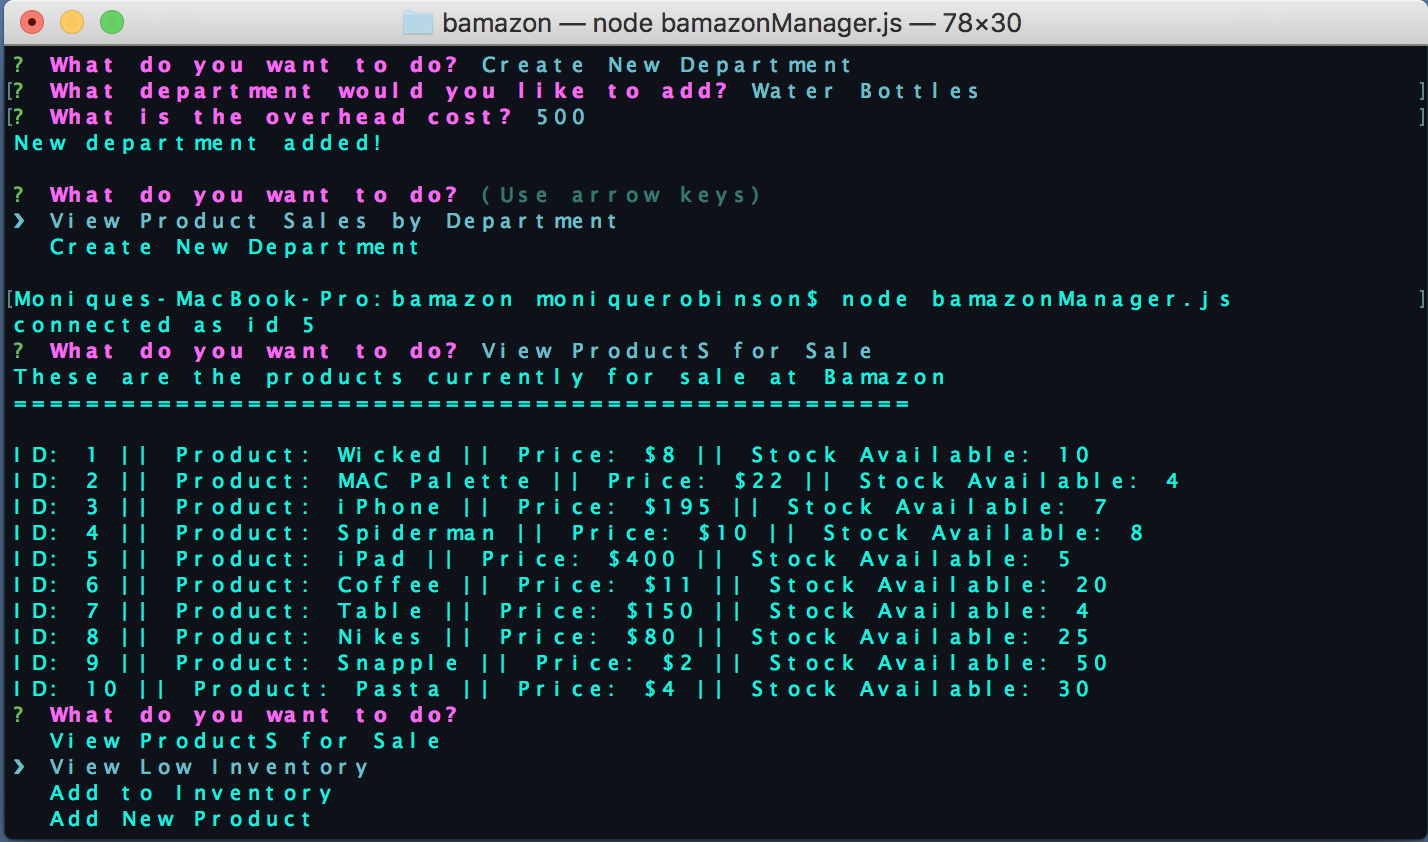 bamazon — node bamazonManager.js — 78×30
? What do you want to do? Create New Department
[? What department would you like to add? Water Bottles ]
[? What is the overhead cost? 500 ]
New department added!
? What do you want to do? (Use arrow keys)
❯ View Product Sales by Department
Create New Department
[Moniques-MacBook-Pro:bamazon moniquerobinson$ node bamazonManager.js ]
connected as id 5
? What do you want to do? View ProductS for Sale
These are the products currently for sale at Bamazon
==================================================
ID: 1 || Product: Wicked || Price: $8 || Stock Available: 10
ID: 2 || Product: MAC Palette || Price: $22 || Stock Available: 4
ID: 3 || Product: iPhone || Price: $195 || Stock Available: 7
ID: 4 || Product: Spiderman || Price: $10 || Stock Available: 8
ID: 5 || Product: iPad || Price: $400 || Stock Available: 5
ID: 6 || Product: Coffee || Price: $11 || Stock Available: 20
ID: 7 || Product: Table || Price: $150 || Stock Available: 4
ID: 8 || Product: Nikes || Price: $80 || Stock Available: 25
ID: 9 || Product: Snapple || Price: $2 || Stock Available: 50
ID: 10 || Product: Pasta || Price: $4 || Stock Available: 30
? What do you want to do?
View ProductS for Sale
❯ View Low Inventory
Add to Inventory
Add New Product